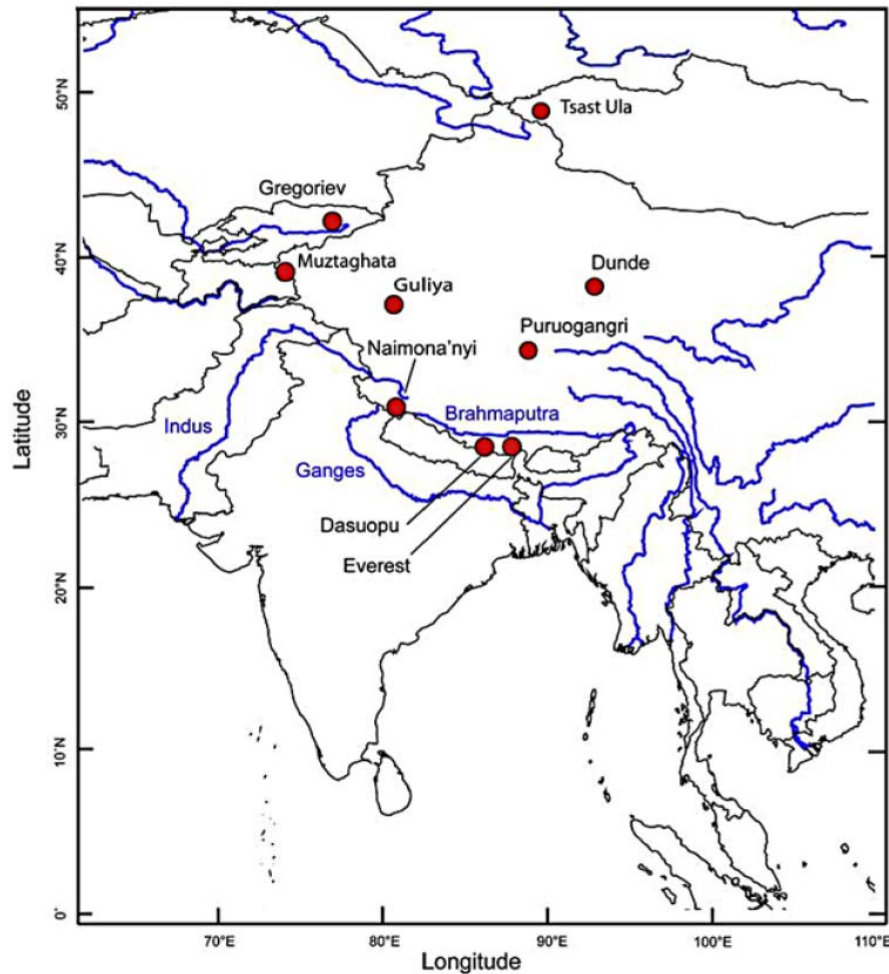 50°N
Tsast Ula
Gregoriev
40°N
Muztaghata
Dunde
Guliya
Puruogangri
Naimona'nyi
Latitude
30°N
Indus
Brahmaputra
Ganges
Dasuopu
Everest
20°N
10°N
0°
70°E
80°E
90°E
100°E
110°E
Longitude